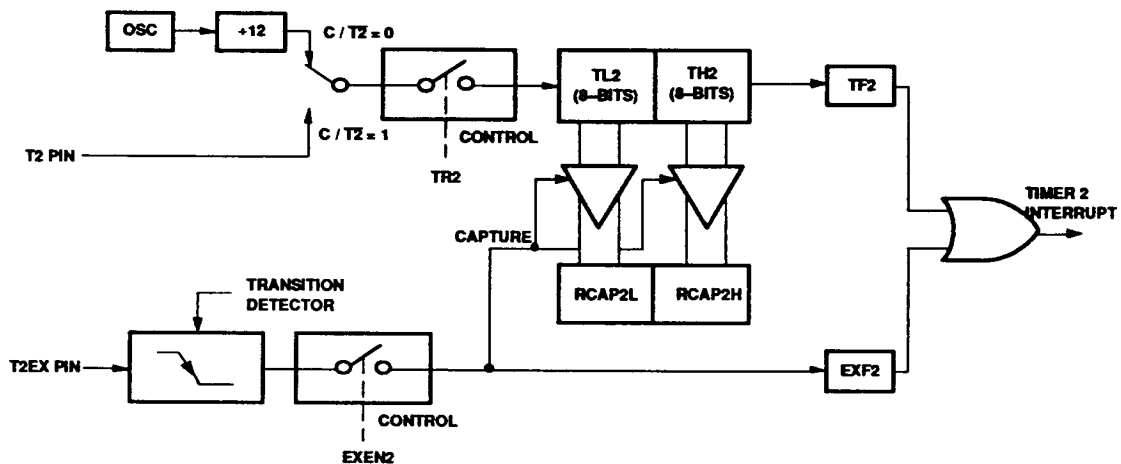 OSC
÷12
C / T2̅ = 0
TL2
(8–BITS)
TH2
(8–BITS)
TF2
C / T2̅ = 1
CONTROL
T2 PIN
TR2
TIMER 2
INTERRUPT
CAPTURE
TRANSITION
DETECTOR
RCAP2L
RCAP2H
T2EX PIN
EXF2
CONTROL
EXEN2